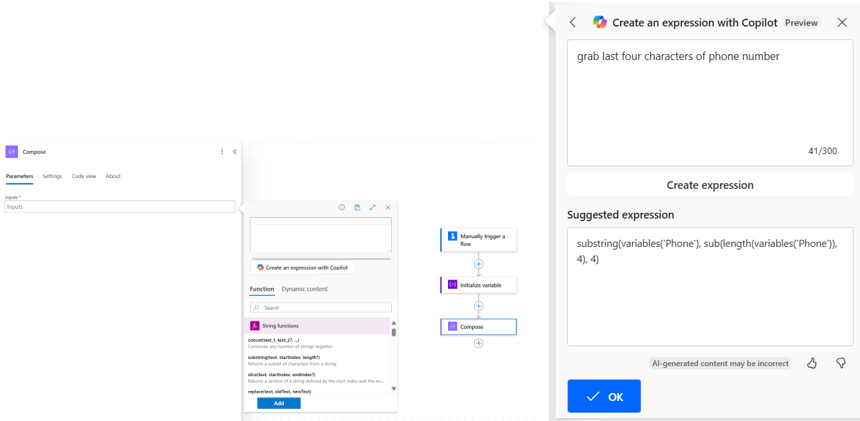 Compose
Parameters
Settings
Code view
About
Inputs *
Inputs
Create an expression with Copilot
Function
Dynamic content
Search
String functions
concat(text_1, text_2?, ...)
Combines any number of strings together.
substring(text, startIndex, length?)
Returns a subset of characters from a string.
slice(text, startIndex, endIndex?)
Returns a section of a string defined by the start index and the en...
replace(text, oldText, newText)
Add
Manually trigger a
flow
Initialize variable
Compose
Create an expression with Copilot
Preview
grab last four characters of phone number
41/300
Create expression
Suggested expression
substring(variables('Phone'), sub(length(variables('Phone')),
4), 4)
AI-generated content may be incorrect
OK